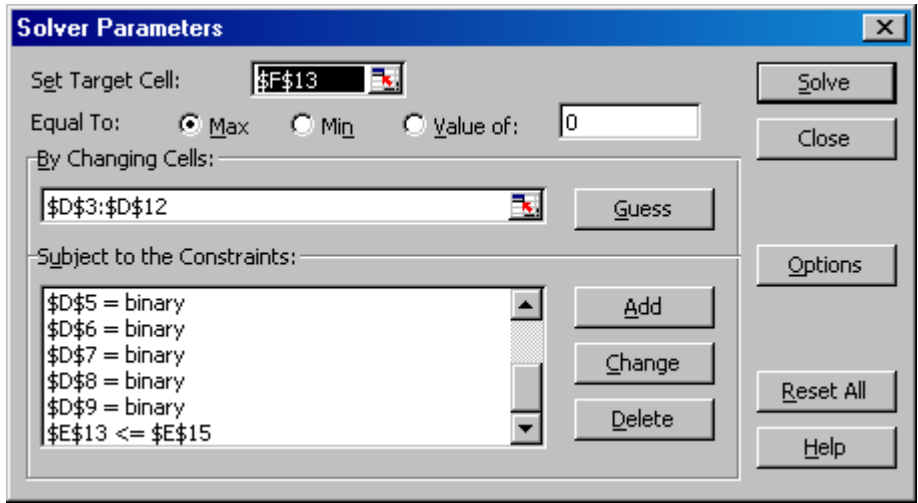 Solver Parameters
Set Target Cell: $F$13 Solve
Equal To: Max Min Value of: 0 Close
By Changing Cells:
$D$3:$D$12 Guess
Subject to the Constraints: Options
$D$5 = binary Add
$D$6 = binary
$D$7 = binary Change
$D$8 = binary Reset All
$D$9 = binary Delete
$E$13 <= $E$15 Help